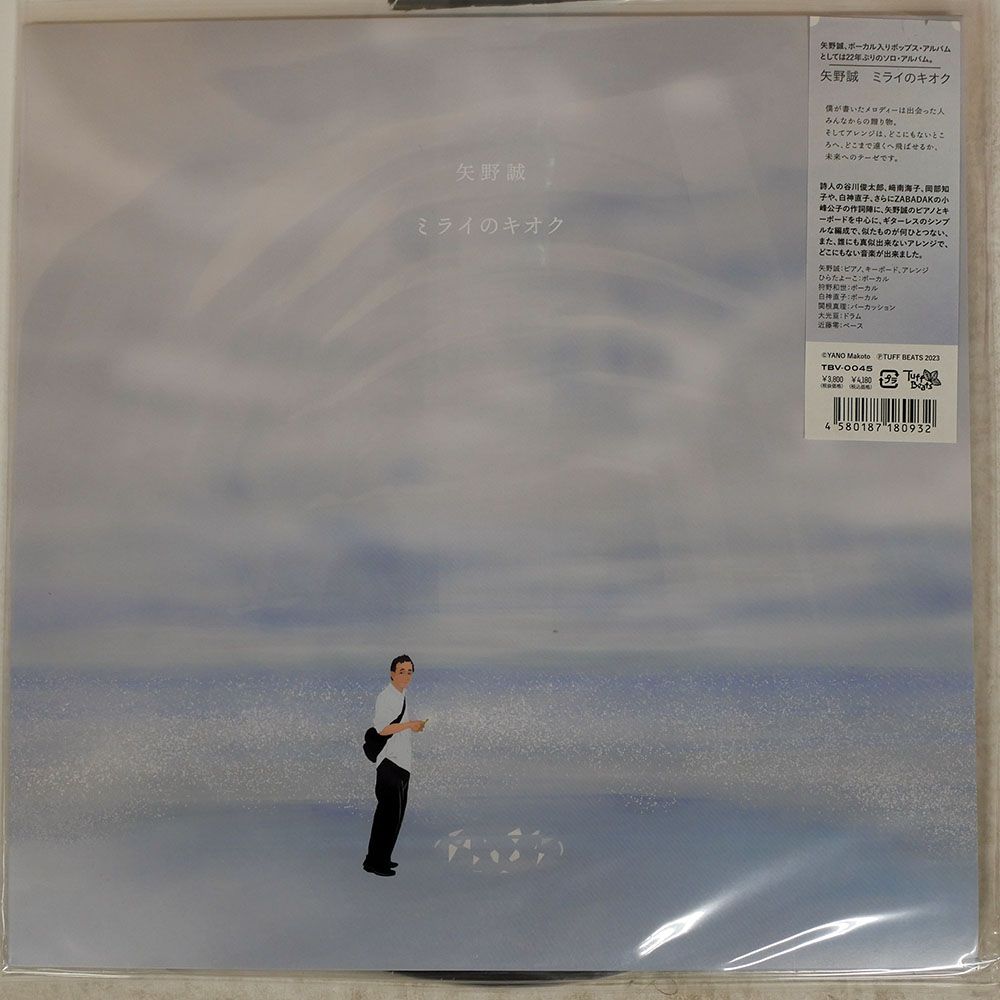 矢野誠
ミライのキオク
矢野誠、ボーカル入りポップス・アルバム
としては22年ぶりのソロ・アルバム。
矢野誠 ミライのキオク
僕が書いたメロディーは出会った人
みんなからの贈り物。
そしてアレンジは、どこにもないとこ
ろへ、どこまで遠くへ飛ばせるか、
未来へのテーゼです。
詩人の谷川俊太郎、﨑南海子、岡部知
子や、白神直子、さらにZABADAKの小
峰公子の作詞陣に、矢野誠のピアノとキ
ーボードを中心に、ギターレスのシンプ
ルな編成で、似たものが何ひとつない、
また、誰にも真似出来ないアレンジで、
どこにもない音楽が出来ました。
矢野誠:ピアノ、キーボード、アレンジ
ひらたよーこ:ボーカル
狩野和世:ボーカル
白神直子:ボーカル
関根真理:パーカッション
大光亘:ドラム
近藤零:ベース
©YANO Makoto ℗TUFF BEATS 2023
TBV-0045
¥3,800 ¥4,180
(税抜価格) (税込価格)
プラ
Tuff Beats
4 580187 180932